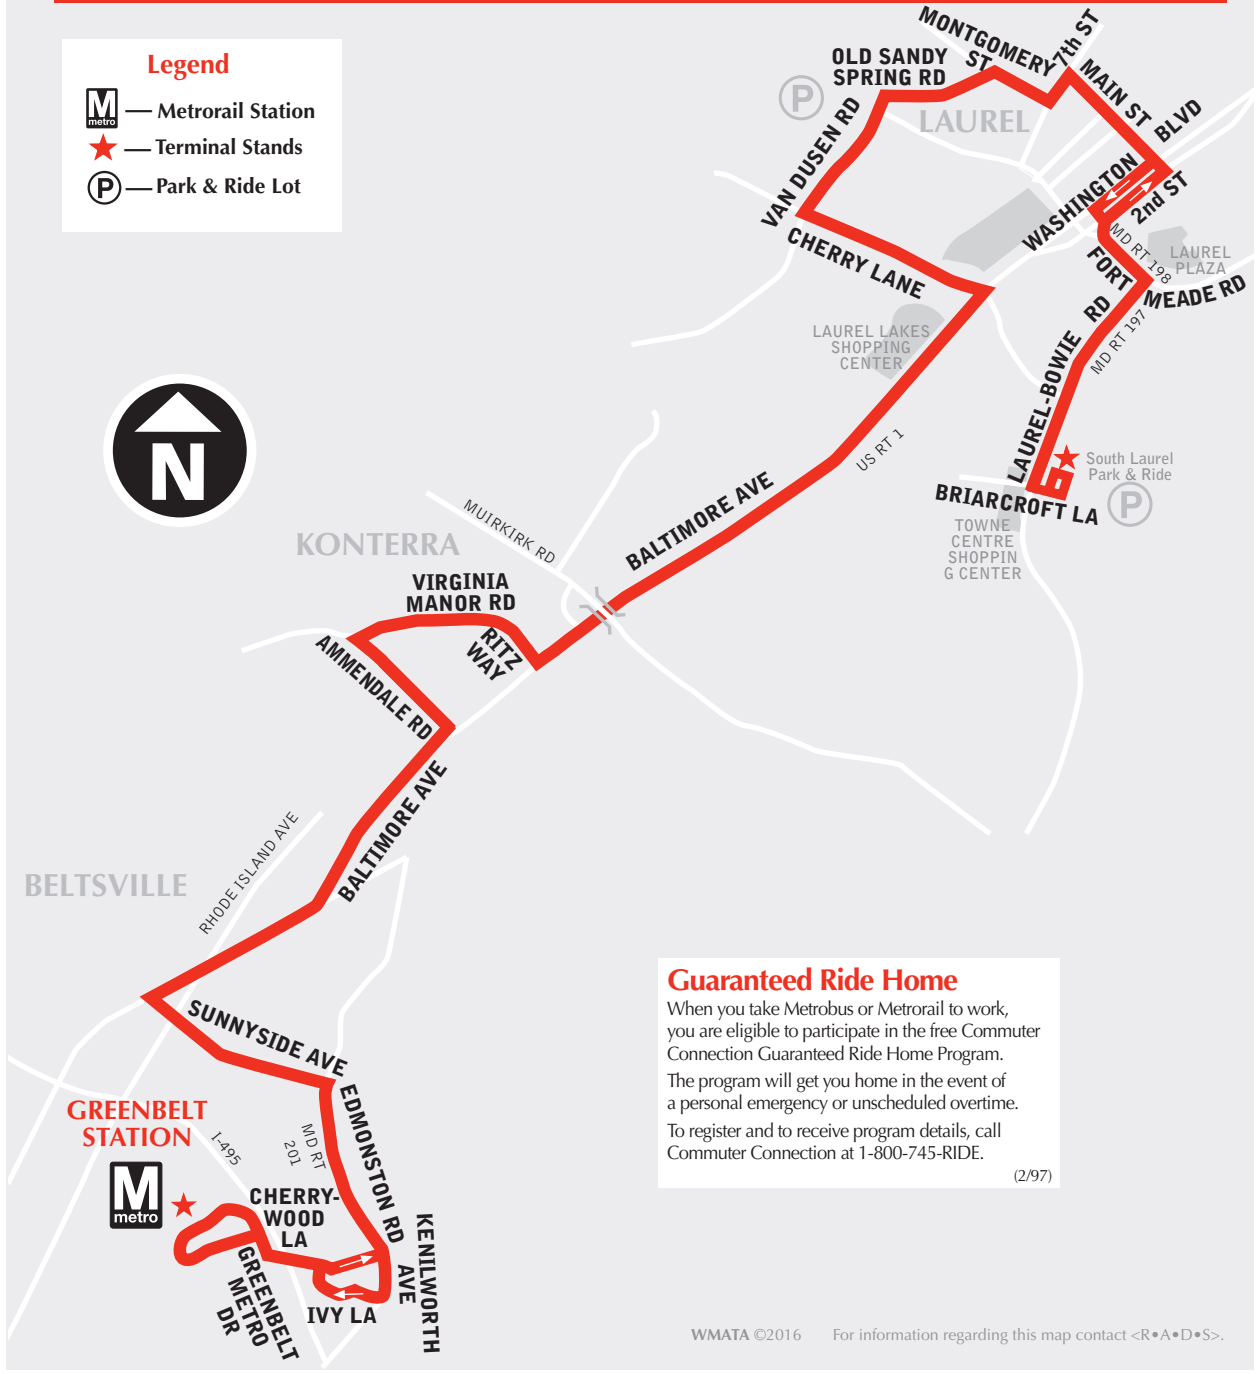 Legend
M
metro
Metrorail Station
Terminal Stands
P
Park & Ride Lot
MONTGOMERY
ST
7th ST
OLD SANDY
SPRING RD
P
LAUREL
MAIN ST
BLVD
WASHINGTON
2nd ST
VAN DUSEN RD
CHERRY LANE
MD RT 198
LAUREL
PLAZA
FORT
MEADE RD
LAUREL LAKES
SHOPPING
CENTER
LAUREL-BOWIE RD
MD RT 197
US RT 1
South Laurel
Park & Ride
P
BRIARCROFT LA
TOWNE
CENTRE
SHOPPIN
G CENTER
N
BALTIMORE AVE
MUIRKIRK RD
KONTERRA
VIRGINIA
MANOR RD
RITZ
WAY
AMMENDALE RD
BALTIMORE AVE
RHODE ISLAND AVE
BELTSVILLE
SUNNYSIDE AVE
EDMONSTON RD
MD RT
201
GREENBELT
STATION
M
metro
I-495
CHERRY-
WOOD
LA
GREENBELT
METRO
DR
IVY LA
KENILWORTH
AVE
Guaranteed Ride Home
When you take Metrobus or Metrorail to work,
you are eligible to participate in the free Commuter
Connection Guaranteed Ride Home Program.
The program will get you home in the event of
a personal emergency or unscheduled overtime.
To register and to receive program details, call
Commuter Connection at 1-800-745-RIDE.
(2/97)
WMATA ©2016 For information regarding this map contact <R•A•D•S>.